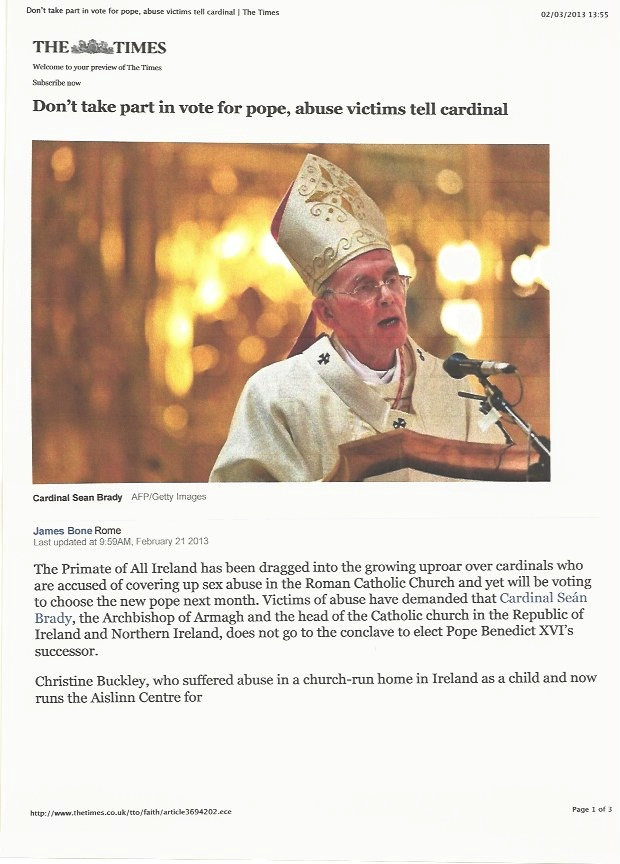 Don't take part in vote for pope, abuse victims tell cardinal | The Times
02/03/2013 13:55
THE TIMES
Welcome to your preview of The Times
Subscribe now
Don't take part in vote for pope, abuse victims tell cardinal
Cardinal Sean Brady AFP/Getty Images
James Bone Rome
Last updated at 9:59AM, February 21 2013
The Primate of All Ireland has been dragged into the growing uproar over cardinals who
are accused of covering up sex abuse in the Roman Catholic Church and yet will be voting
to choose the new pope next month. Victims of abuse have demanded that Cardinal Seán
Brady, the Archbishop of Armagh and the head of the Catholic church in the Republic of
Ireland and Northern Ireland, does not go to the conclave to elect Pope Benedict XVI's
successor.
Christine Buckley, who suffered abuse in a church-run home in Ireland as a child and now
runs the Aislinn Centre for
http://www.thetimes.co.uk/tto/faith/article3694202.ece
Page 1 of 3